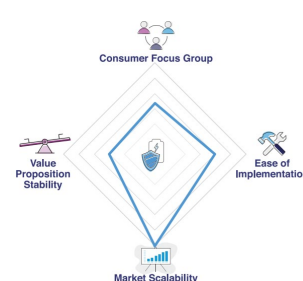 Consumer Focus Group
Value
Proposition
Stability
Ease of
Implementatio
Market Scalability